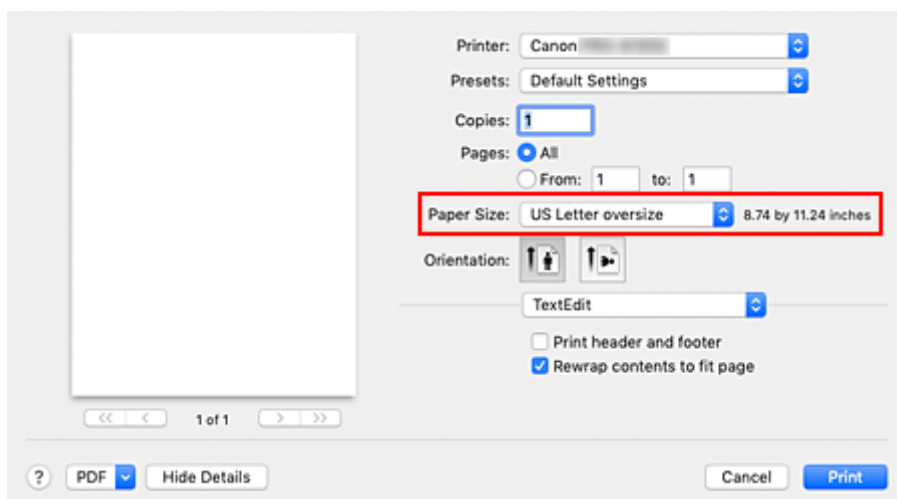 Printer: Canon
Presets: Default Settings
Copies: 1
Pages: All
From: 1 to: 1
Paper Size: US Letter oversize 8.74 by 11.24 inches
Orientation:
TextEdit
Print header and footer
Rewrap contents to fit page
<< < 1 of 1 > >>
? PDF Hide Details Cancel Print